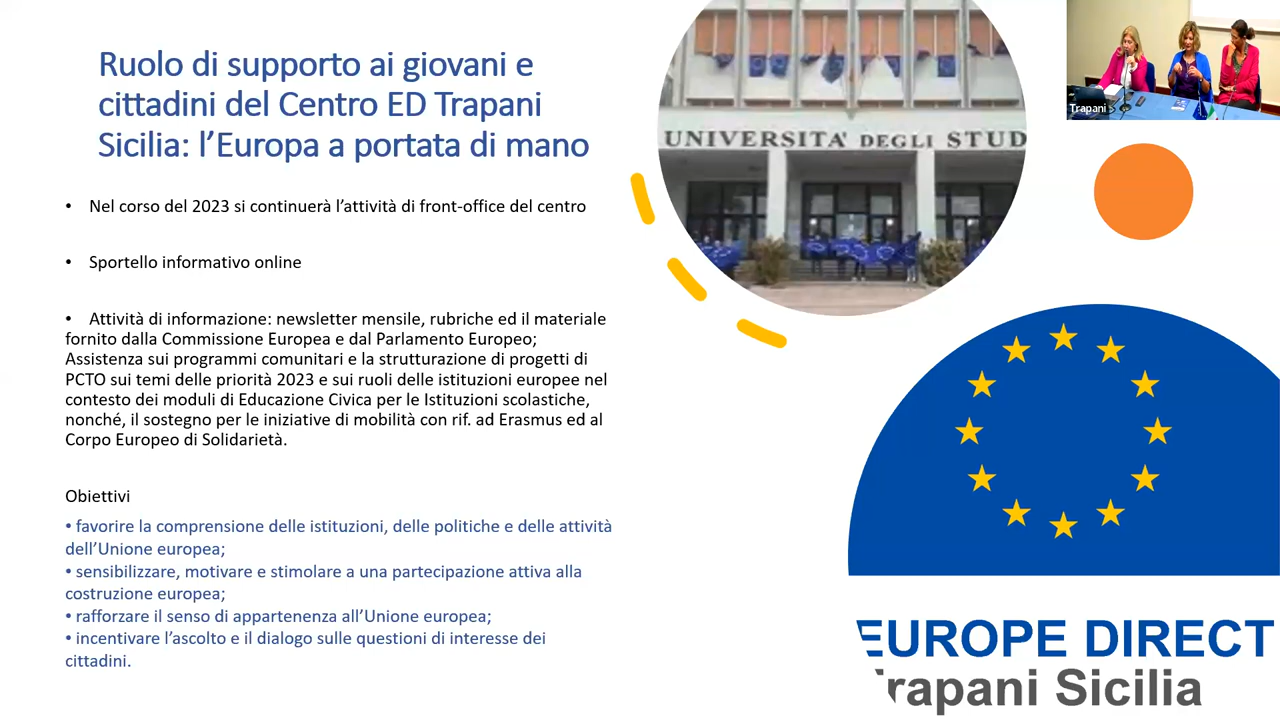 Ruolo di supporto ai giovani e
cittadini del Centro ED Trapani
Sicilia: l'Europa a portata di mano
• Nel corso del 2023 si continuerà l'attività di front-office del centro
• Sportello informativo online
• Attività di informazione: newsletter mensile, rubriche ed il materiale
fornito dalla Commissione Europea e dal Parlamento Europeo;
Assistenza sui programmi comunitari e la strutturazione di progetti di
PCTO sui temi delle priorità 2023 e sui ruoli delle istituzioni europee nel
contesto dei moduli di Educazione Civica per le Istituzioni scolastiche,
nonché, il sostegno per le iniziative di mobilità con rif. ad Erasmus ed al
Corpo Europeo di Solidarietà.
Obiettivi
• favorire la comprensione delle istituzioni, delle politiche e delle attività
dell'Unione europea;
• sensibilizzare, motivare e stimolare a una partecipazione attiva alla
costruzione europea;
• rafforzare il senso di appartenenza all'Unione europea;
• incentivare l'ascolto e il dialogo sulle questioni di interesse dei
cittadini.
UNIVERSITA' DEGLI STUD
Trapani
EUROPE DIRECT
Trapani Sicilia